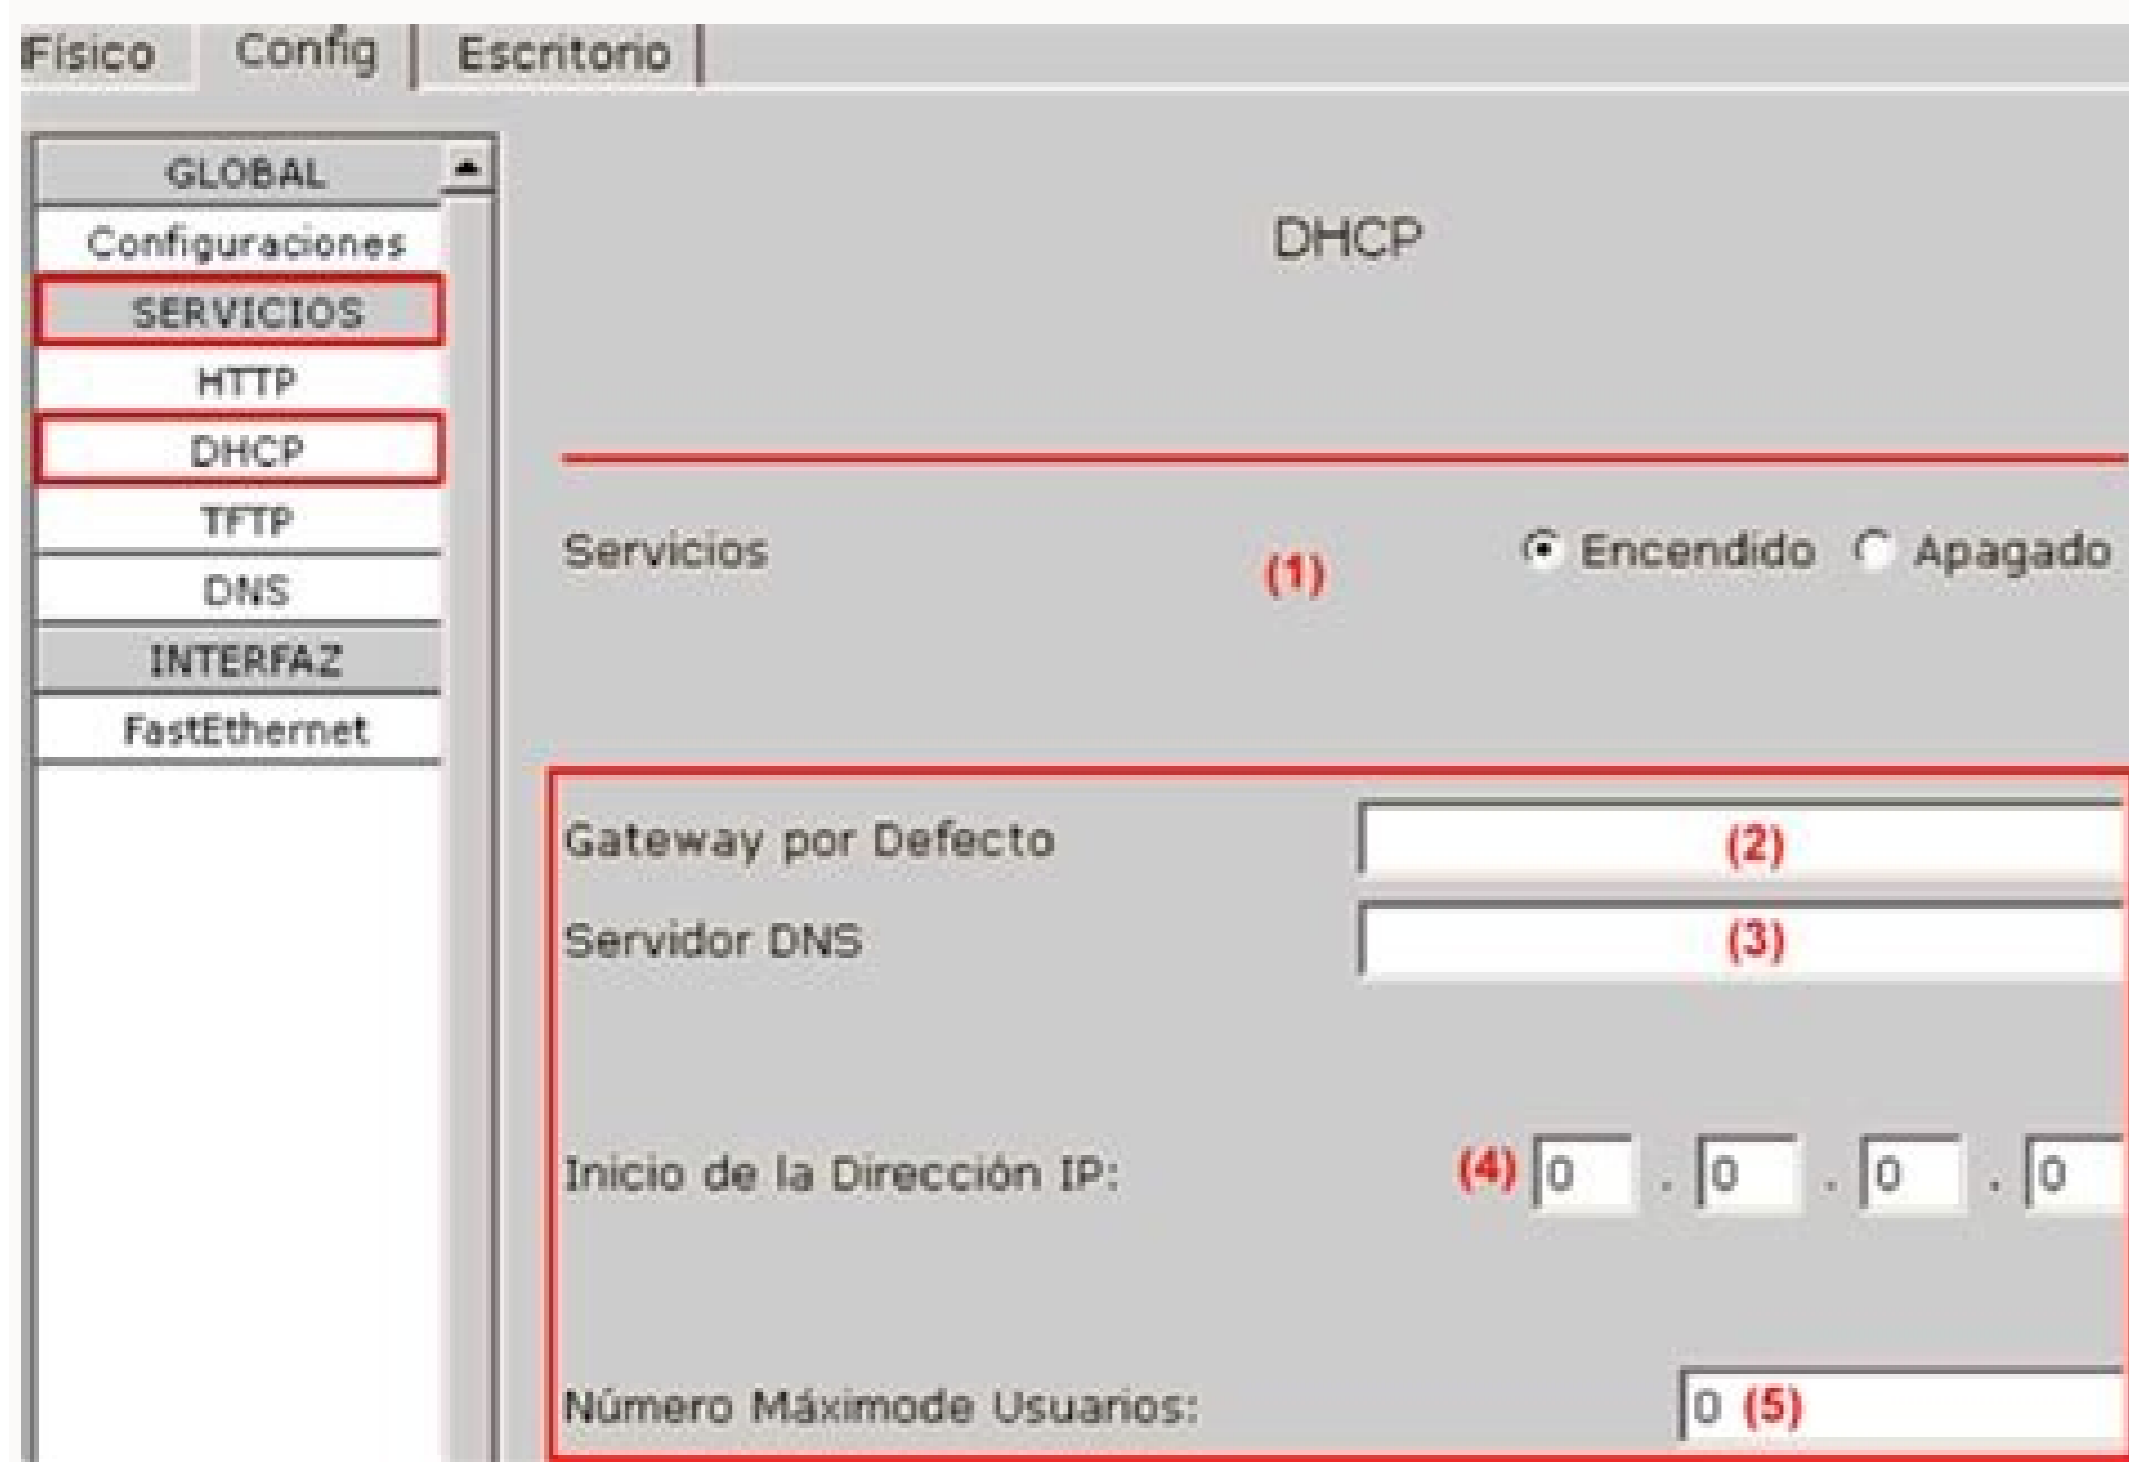 Físico Config Escritorio
GLOBAL
Configuraciones
SERVICIOS
HTTP
DHCP
TFTP
DNS
INTERFAZ
FastEthernet
DHCP
Servicios (1) Encendido Apagado
Gateway por Defecto (2)
Servidor DNS (3)
Inicio de la Dirección IP: (4) 0 . 0 . 0 . 0
Número Máximode Usuarios: 0 (5)